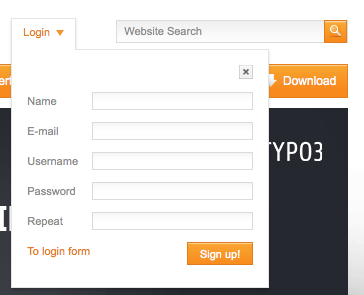 Login
Website Search
Download
Name
E-mail
TYPO3
Username
Password
Repeat
To login form
Sign up!